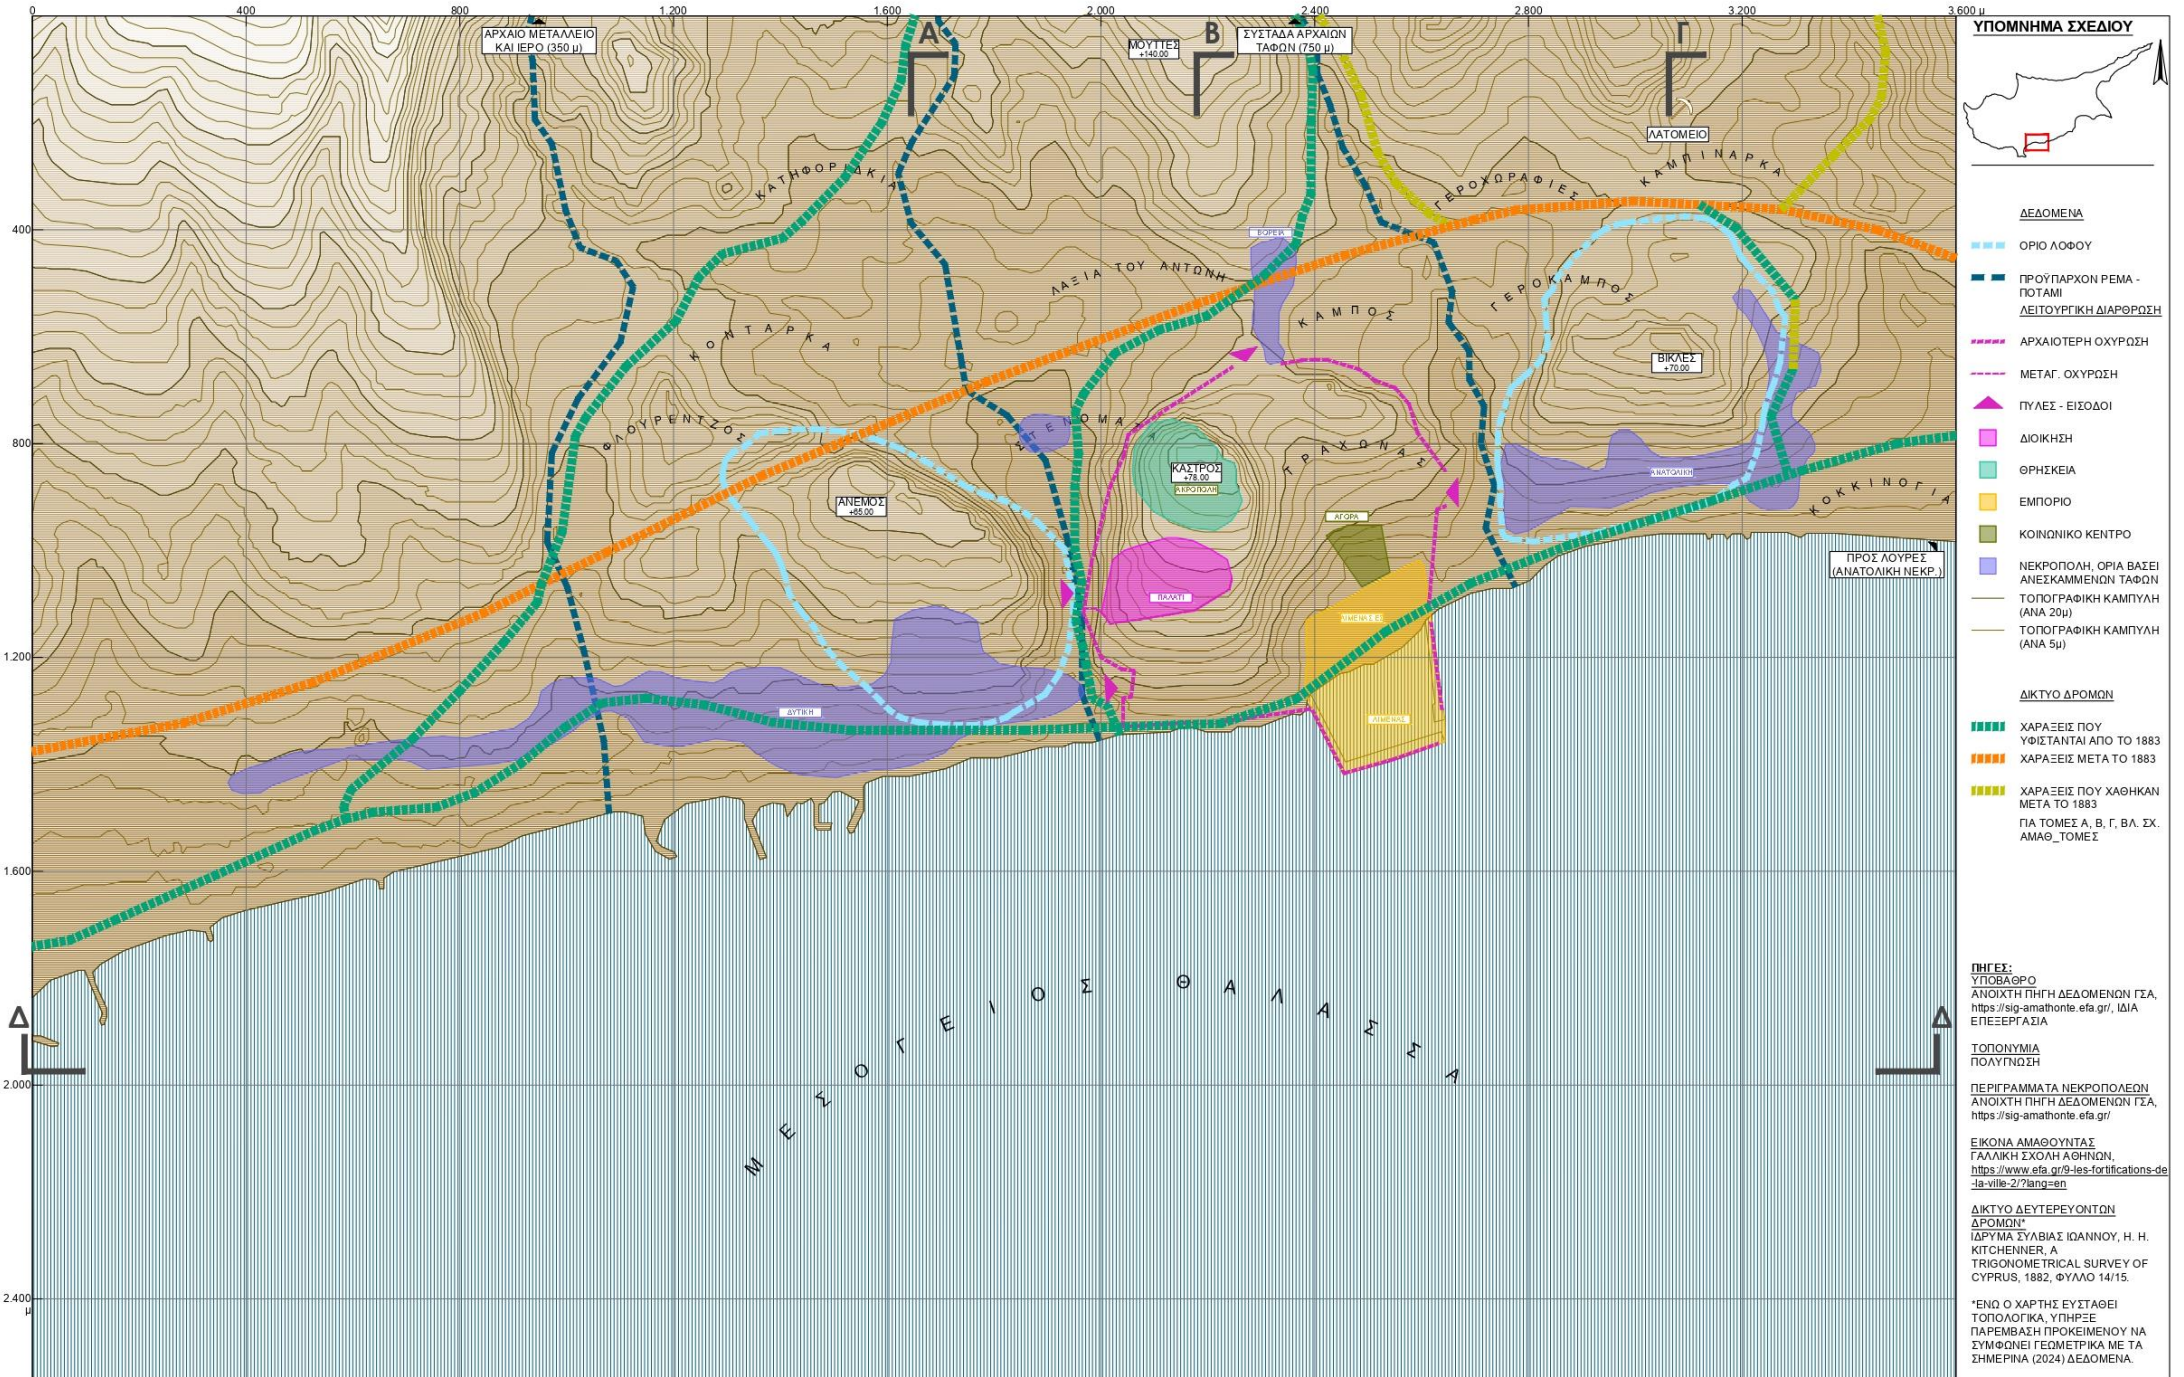 0
400
800
1.200
1.600
2.000
2.400
2.800
3.200
3.600 μ
ΑΡΧΑΙΟ ΜΕΤΑΛΛΕΙΟ
ΚΑΙ ΙΕΡΟ (350 μ)
Α
ΜΟΥΤΤΕΣ
+140.00
Β
ΣΥΣΤΑΔΑ ΑΡΧΑΙΩΝ
ΤΑΦΩΝ (750 μ)
Γ
ΛΑΤΟΜΕΙΟ
ΚΑΤΗΦΟΡΙΔΚΙΑ
ΓΕΡΟΧΩΡΑΦΙΕΣ
ΚΑΜΠΙΝΑΡΚΑ
400
ΒΟΡΕΙΑ
ΛΑΞΙΑ ΤΟΥ ΑΝΤΩΝΗ
ΓΕΡΟΚΑΜΠΟΣ
ΚΟΝΤΑΡΚΑ
ΚΑΜΠΟΣ
ΒΙΚΛΕΣ
+70.00
800
ΦΛΟΥΡΕΝΤΖΟΣ
ΣΤΕΝΟΜΑΤΑ
ΤΡΑΧΩΝΑΣ
ΚΑΣΤΡΟΣ
+78.00
ΑΚΡΟΠΟΛΗ
ΑΝΑΤΟΛΙΚΗ
ΚΟΚΚΙΝΟΓΙΑ
ΑΝΕΜΟΣ
+65.00
ΑΓΟΡΑ
ΠΡΟΣ ΛΟΥΡΕΣ
(ΑΝΑΤΟΛΙΚΗ ΝΕΚΡ.)
ΠΑΛΑΤΙ
1.200
ΔΥΤΙΚΗ
ΛΙΜΕΝΑΣ
1.600
Δ
Δ
2.000
ΜΕΣΟΓΕΙΟΣ ΘΑΛΑΣΣΑ
2.400
μ
ΥΠΟΜΝΗΜΑ ΣΧΕΔΙΟΥ
ΔΕΔΟΜΕΝΑ
ΟΡΙΟ ΛΟΦΟΥ
ΠΡΟΫΠΑΡΧΟΝ ΡΕΜΑ -
ΠΟΤΑΜΙ
ΛΕΙΤΟΥΡΓΙΚΗ ΔΙΑΡΘΡΩΣΗ
ΑΡΧΑΙΟΤΕΡΗ ΟΧΥΡΩΣΗ
ΜΕΤΑΓ. ΟΧΥΡΩΣΗ
ΠΥΛΕΣ - ΕΙΣΟΔΟΙ
ΔΙΟΙΚΗΣΗ
ΘΡΗΣΚΕΙΑ
ΕΜΠΟΡΙΟ
ΚΟΙΝΩΝΙΚΟ ΚΕΝΤΡΟ
ΝΕΚΡΟΠΟΛΗ, ΟΡΙΑ ΒΑΣΕΙ
ΑΝΕΣΚΑΜΜΕΝΩΝ ΤΑΦΩΝ
ΤΟΠΟΓΡΑΦΙΚΗ ΚΑΜΠΥΛΗ
(ΑΝΑ 20μ)
ΤΟΠΟΓΡΑΦΙΚΗ ΚΑΜΠΥΛΗ
(ΑΝΑ 5μ)
ΔΙΚΤΥΟ ΔΡΟΜΩΝ
ΧΑΡΑΞΕΙΣ ΠΟΥ
ΥΦΙΣΤΑΝΤΑΙ ΑΠΟ ΤΟ 1883
ΧΑΡΑΞΕΙΣ ΜΕΤΑ ΤΟ 1883
ΧΑΡΑΞΕΙΣ ΠΟΥ ΧΑΘΗΚΑΝ
ΜΕΤΑ ΤΟ 1883
ΓΙΑ ΤΟΜΕΣ Α, Β, Γ, ΒΛ. ΣΧ.
ΑΜΑΘ_ΤΟΜΕΣ
ΠΗΓΕΣ:
ΥΠΟΒΑΘΡΟ
ΑΝΟΙΧΤΗ ΠΗΓΗ ΔΕΔΟΜΕΝΩΝ ΓΣΑ,
https://sig-amathonte.efa.gr/, ΙΔΙΑ
ΕΠΕΞΕΡΓΑΣΙΑ
ΤΟΠΟΝΥΜΙΑ
ΠΟΛΥΓΝΩΣΗ
ΠΕΡΙΓΡΑΜΜΑΤΑ ΝΕΚΡΟΠΟΛΕΩΝ
ΑΝΟΙΧΤΗ ΠΗΓΗ ΔΕΔΟΜΕΝΩΝ ΓΣΑ,
https://sig-amathonte.efa.gr/
ΕΙΚΟΝΑ ΑΜΑΘΟΥΝΤΑΣ
ΓΑΛΛΙΚΗ ΣΧΟΛΗ ΑΘΗΝΩΝ,
https://www.efa.gr/9-les-fortifications-de
-la-ville-2/?lang=en
ΔΙΚΤΥΟ ΔΕΥΤΕΡΕΥΟΝΤΩΝ
ΔΡΟΜΩΝ*
ΙΔΡΥΜΑ ΣΥΛΒΙΑΣ ΙΩΑΝΝΟΥ, H. H.
KITCHENNER, A
TRIGONOMETRICAL SURVEY OF
CYPRUS, 1882, ΦΥΛΛΟ 14/15.
*ΕΝΩ Ο ΧΑΡΤΗΣ ΕΥΣΤΑΘΕΙ
ΤΟΠΟΛΟΓΙΚΑ, ΥΠΗΡΞΕ
ΠΑΡΕΜΒΑΣΗ ΠΡΟΚΕΙΜΕΝΟΥ ΝΑ
ΣΥΜΦΩΝΕΙ ΓΕΩΜΕΤΡΙΚΑ ΜΕ ΤΑ
ΣΗΜΕΡΙΝΑ (2024) ΔΕΔΟΜΕΝΑ.